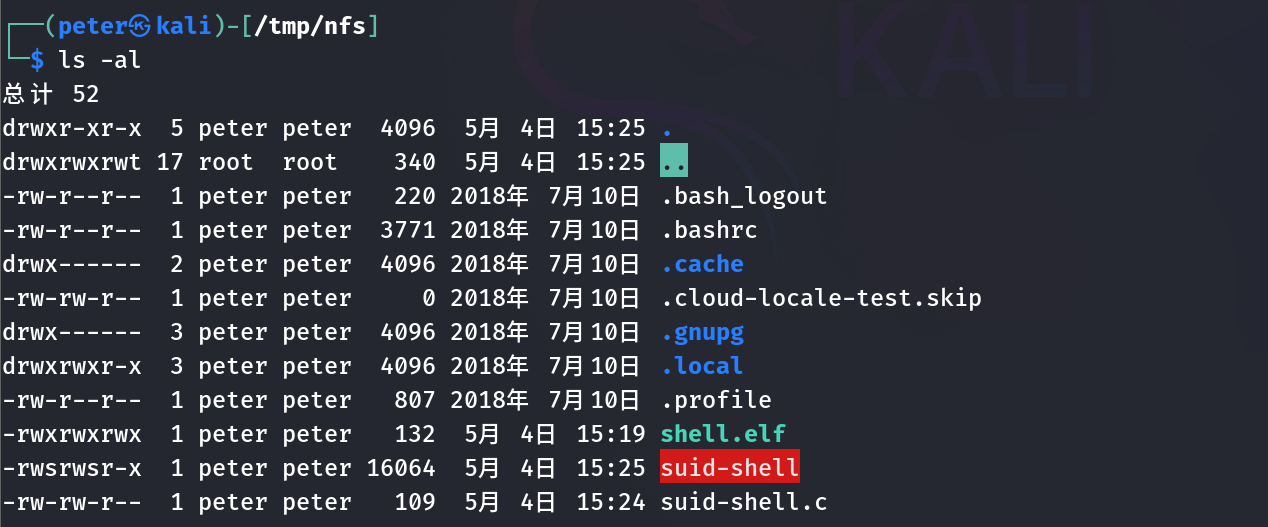 ┌──(peter㉿kali)-[/tmp/nfs]
└─$ ls -al
总计 52
drwxr-xr-x  5 peter peter  4096  5月  4日 15:25 .
drwxrwxrwt 17 root  root    340  5月  4日 15:25 ..
-rw-r--r--  1 peter peter   220 2018年  7月10日 .bash_logout
-rw-r--r--  1 peter peter  3771 2018年  7月10日 .bashrc
drwx------  2 peter peter  4096 2018年  7月10日 .cache
-rw-rw-r--  1 peter peter     0 2018年  7月10日 .cloud-locale-test.skip
drwx------  3 peter peter  4096 2018年  7月10日 .gnupg
drwxrwxr-x  3 peter peter  4096 2018年  7月10日 .local
-rw-r--r--  1 peter peter   807 2018年  7月10日 .profile
-rwxrwxrwx  1 peter peter   132  5月  4日 15:19 shell.elf
-rwsrwsr-x  1 peter peter 16064  5月  4日 15:25 suid-shell
-rw-rw-r--  1 peter peter   109  5月  4日 15:24 suid-shell.c
KALI